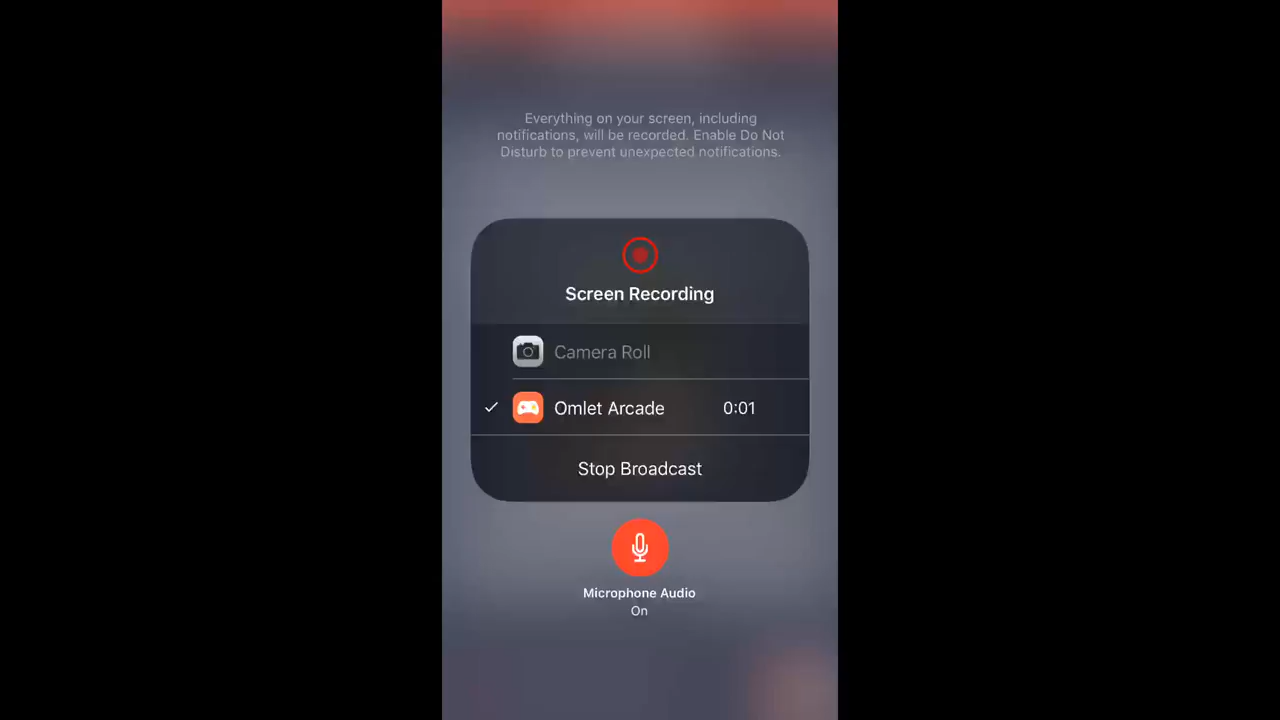 Everything on your screen, including
notifications, will be recorded. Enable Do Not
Disturb to prevent unexpected notifications.
Screen Recording
Camera Roll
Omlet Arcade 0:01
Stop Broadcast
Microphone Audio
On